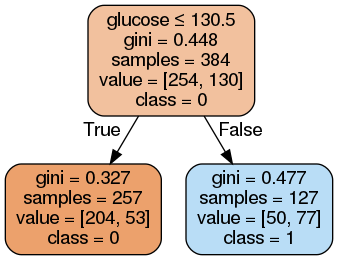 glucose ≤ 130.5
gini = 0.448
samples = 384
value = [254, 130]
class = 0
True
False
gini = 0.327
samples = 257
value = [204, 53]
class = 0
gini = 0.477
samples = 127
value = [50, 77]
class = 1